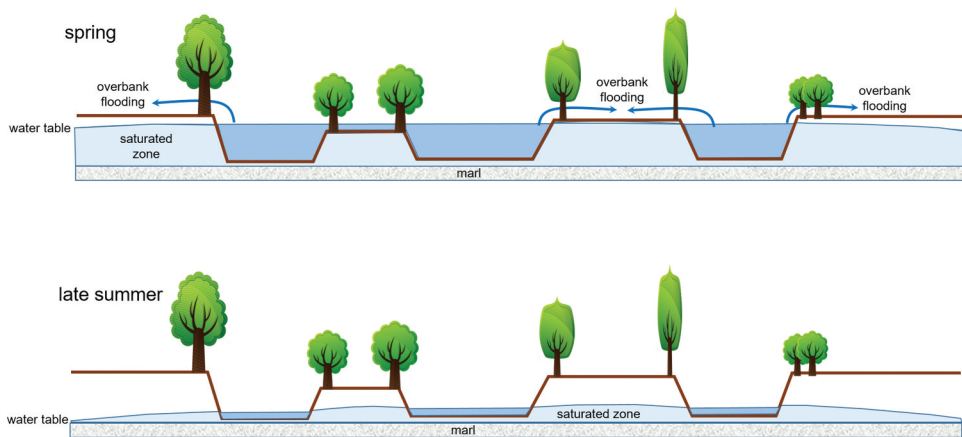 spring
overbank
flooding
overbank
flooding
overbank
flooding
water table
saturated
zone
marl
late summer
water table
saturated zone
marl